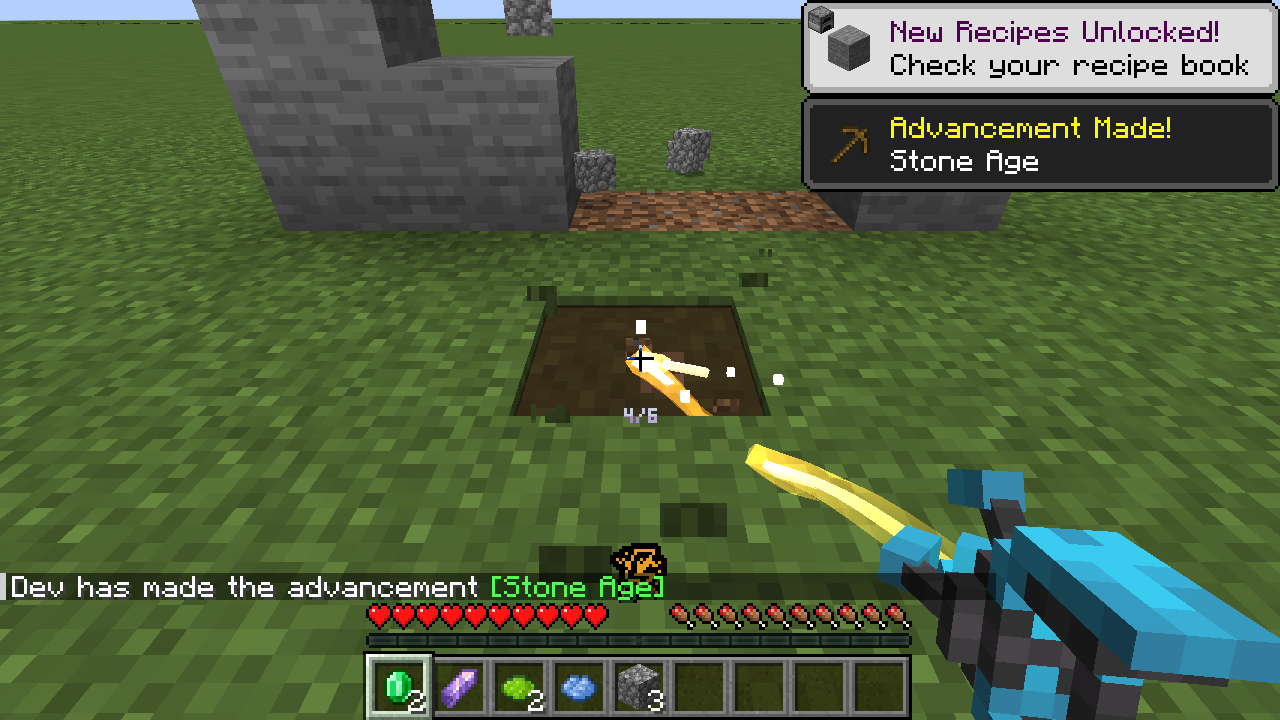 New Recipes Unlocked!
Check your recipe book
Advancement Made!
Stone Age
4/6
Dev has made the advancement [Stone Age]
2
2
3